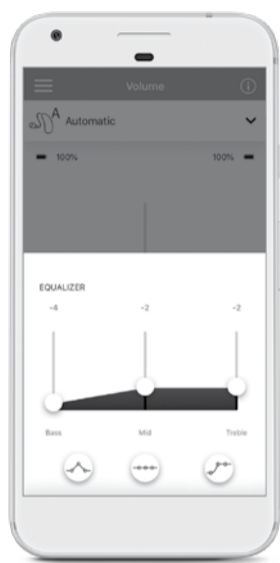 Volume
A Automatic
100% 100%
EQUALIZER
-4 -2 -2
Bass Mid Treble